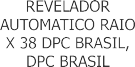 REVELADOR
AUTOMATICO RAIO
X 38 DPC BRASIL,
DPC BRASIL